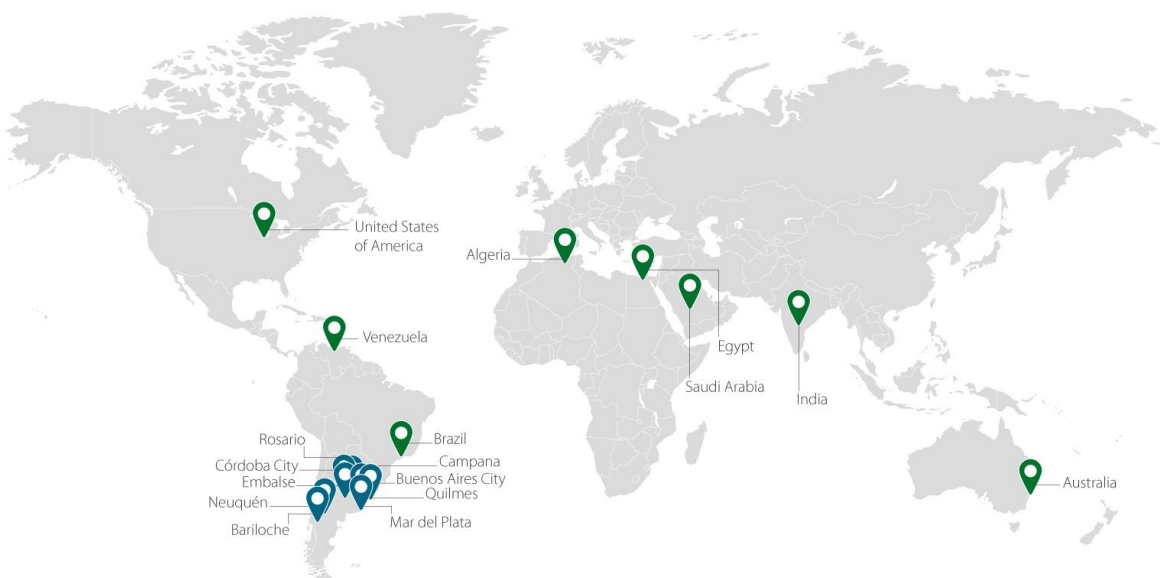 United States
of America
Algeria
Venezuela
Egypt
Saudi Arabia
India
Rosario
Brazil
Córdoba City
Campana
Embalse
Buenos Aires City
Australia
Neuquén
Quilmes
Bariloche
Mar del Plata